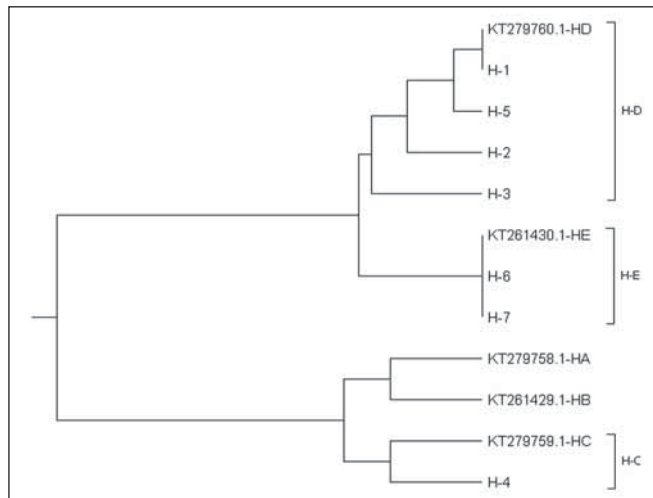 KT279760.1-HD
H-1
H-5
H-D
H-2
H-3
KT261430.1-HE
H-6
H-E
H-7
KT279758.1-HA
KT261429.1-HB
KT279759.1-HC
H-C
H-4